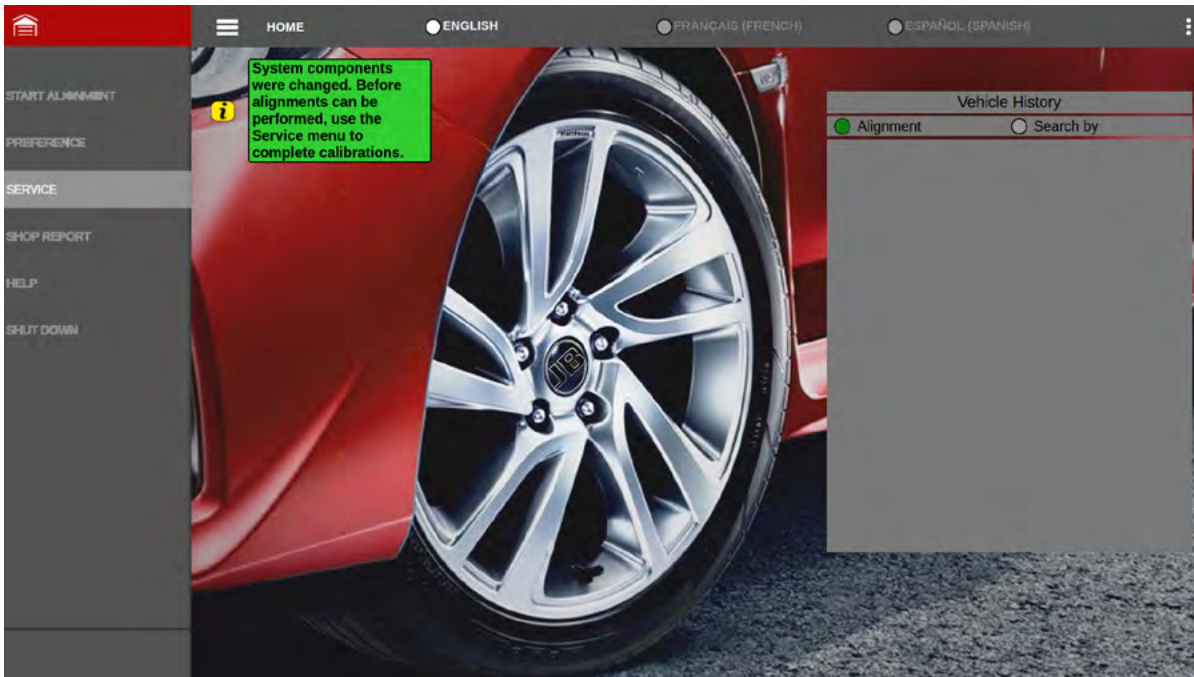 HOME
ENGLISH
FRANÇAIS (FRENCH)
ESPAÑOL (SPANISH)
START ALIGNMENT
PREFERENCE
SERVICE
SHOP REPORT
HELP
SHUT DOWN
System components
were changed. Before
alignments can be
performed, use the
Service menu to
complete calibrations.
Vehicle History
Alignment
Search by
JB